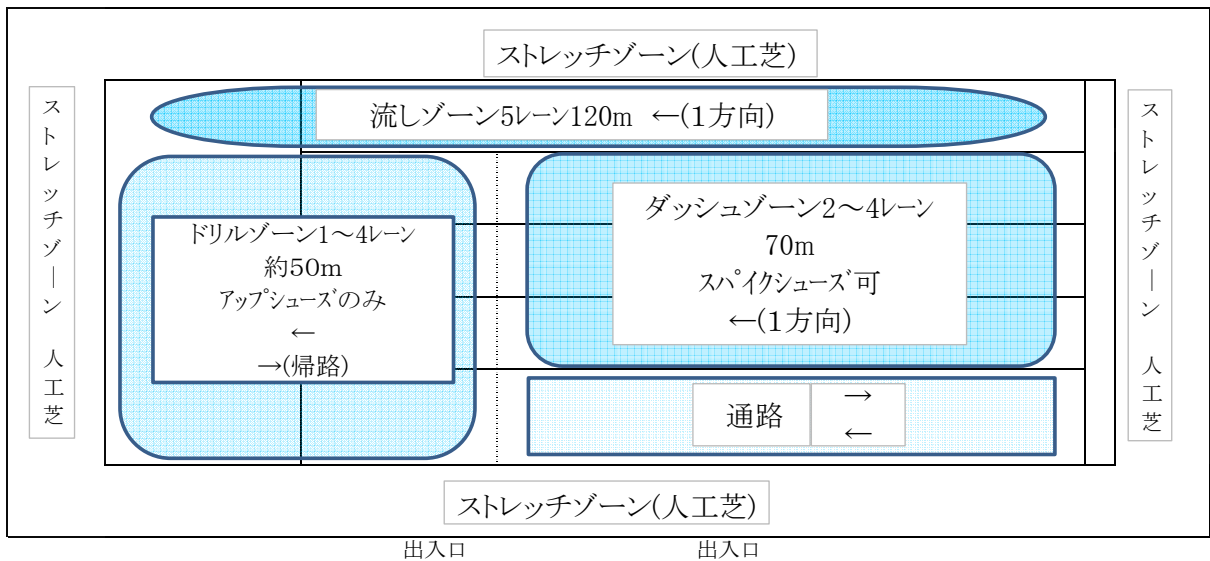 ストレッチゾーン(人工芝)
ストレッチゾーン 人工芝
流しゾーン5レーン120m ←(1方向)
ストレッチゾーン 人工芝
ドリルゾーン1～4レーン
約50m
アップシューズのみ
←
→(帰路)
ダッシュゾーン2～4レーン
70m
スパイクシューズ可
←(1方向)
通路
→
←
ストレッチゾーン(人工芝)
出入口
出入口